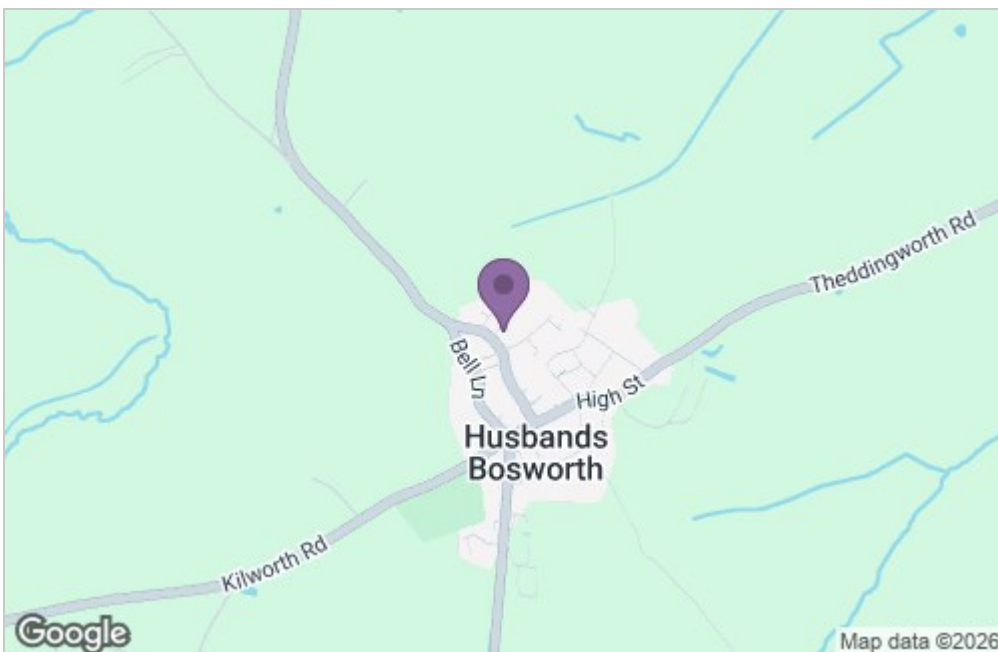 Theddingworth Rd
Bell Ln
High St
Husbands
Bosworth
Kilworth Rd
Google
Map data ©2026